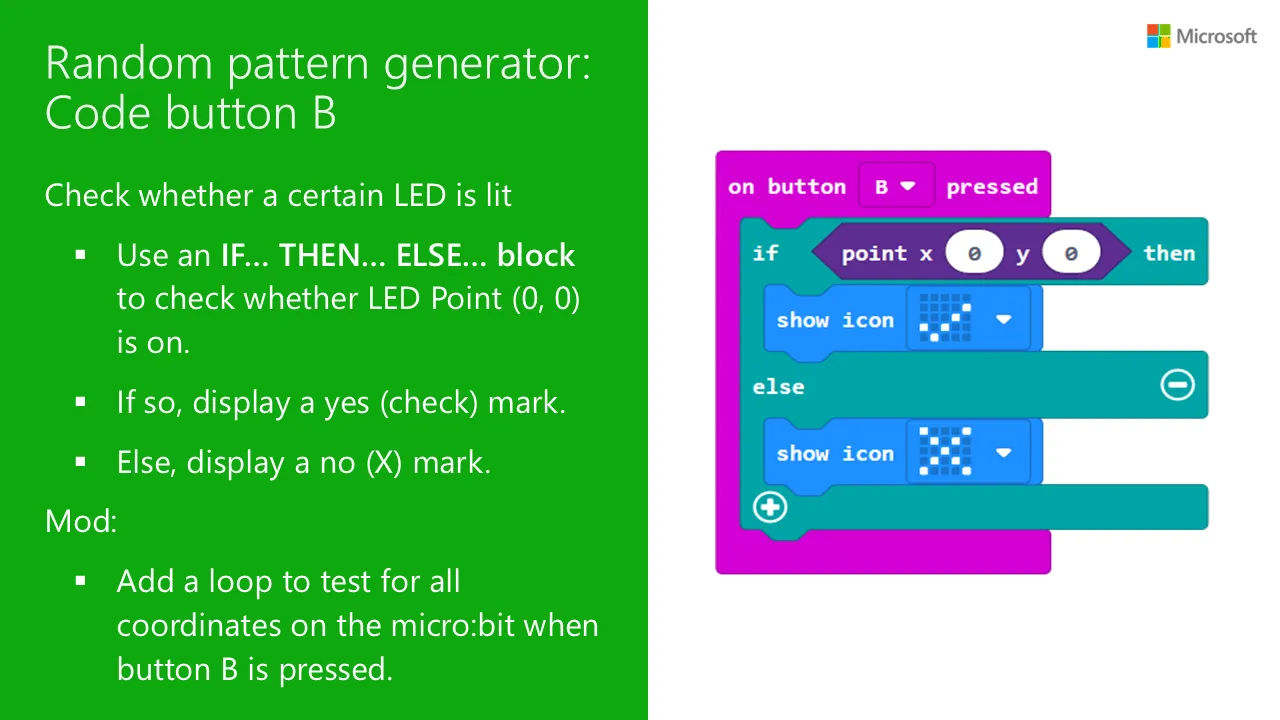 Random pattern generator:
Code button B
Check whether a certain LED is lit
▪ Use an IF... THEN... ELSE... block
to check whether LED Point (0, 0)
is on.
▪ If so, display a yes (check) mark.
▪ Else, display a no (X) mark.
Mod:
▪ Add a loop to test for all
coordinates on the micro:bit when
button B is pressed.
Microsoft
on button B pressed
if point x 0 y 0 then
show icon
else
show icon